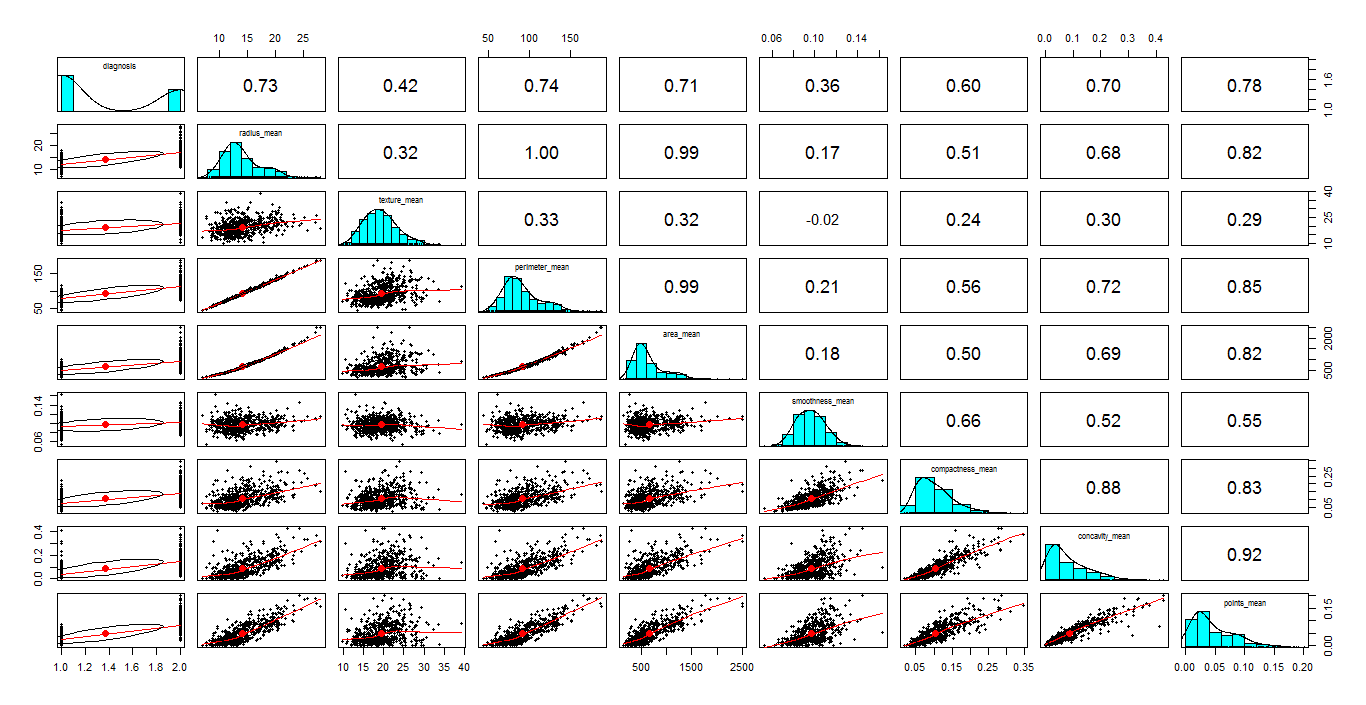 10 15 20 25 50 100 150 0.06 0.10 0.14 0.0 0.1 0.2 0.3 0.4
diagnosis 0.73 0.42 0.74 0.71 0.36 0.60 0.70 0.78 1.0 1.6
10 20 radius_mean 0.32 1.00 0.99 0.17 0.51 0.68 0.82
texture_mean 0.33 0.32 -0.02 0.24 0.30 0.29 10 25 40
50 150 perimeter_mean 0.99 0.21 0.56 0.72 0.85
area_mean 0.18 0.50 0.69 0.82 500 2000
0.06 0.14 smoothness_mean 0.66 0.52 0.55
compactness_mean 0.88 0.83 0.05 0.25
0.0 0.2 0.4 concavity_mean 0.92
points_mean 0.00 0.15
1.0 1.2 1.4 1.6 1.8 2.0 10 15 20 25 30 35 40 500 1500 2500 0.05 0.15 0.25 0.35 0.00 0.05 0.10 0.15 0.20